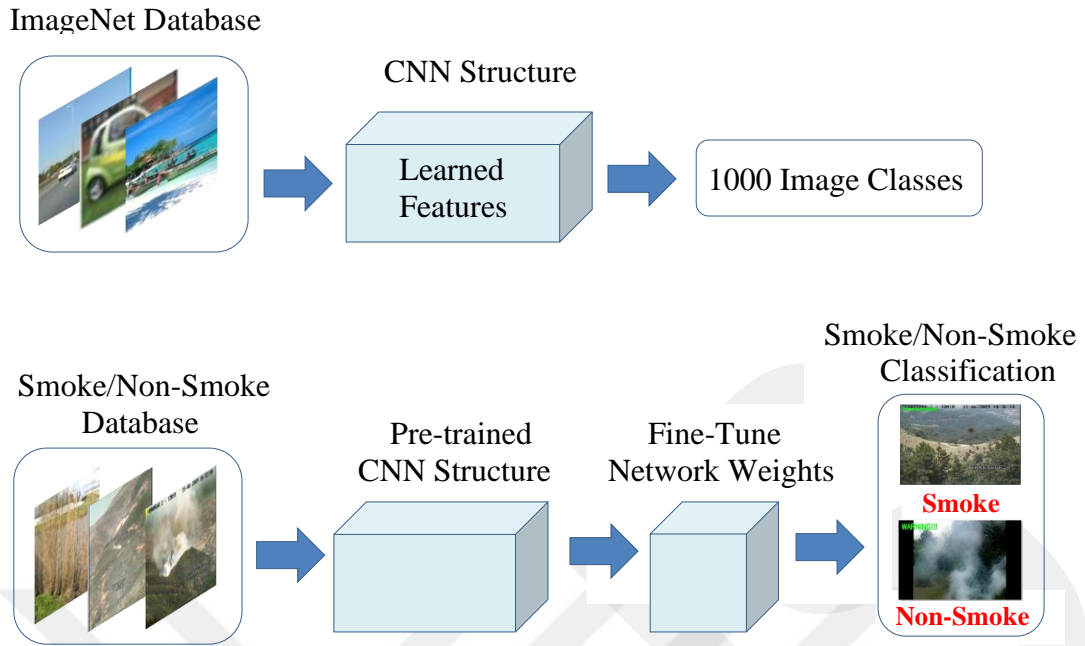 ImageNet Database
CNN Structure
Learned
Features
1000 Image Classes
Smoke/Non-Smoke
Database
Pre-trained
CNN Structure
Fine-Tune
Network Weights
Smoke/Non-Smoke
Classification
Smoke
WARNING!!!
Non-Smoke